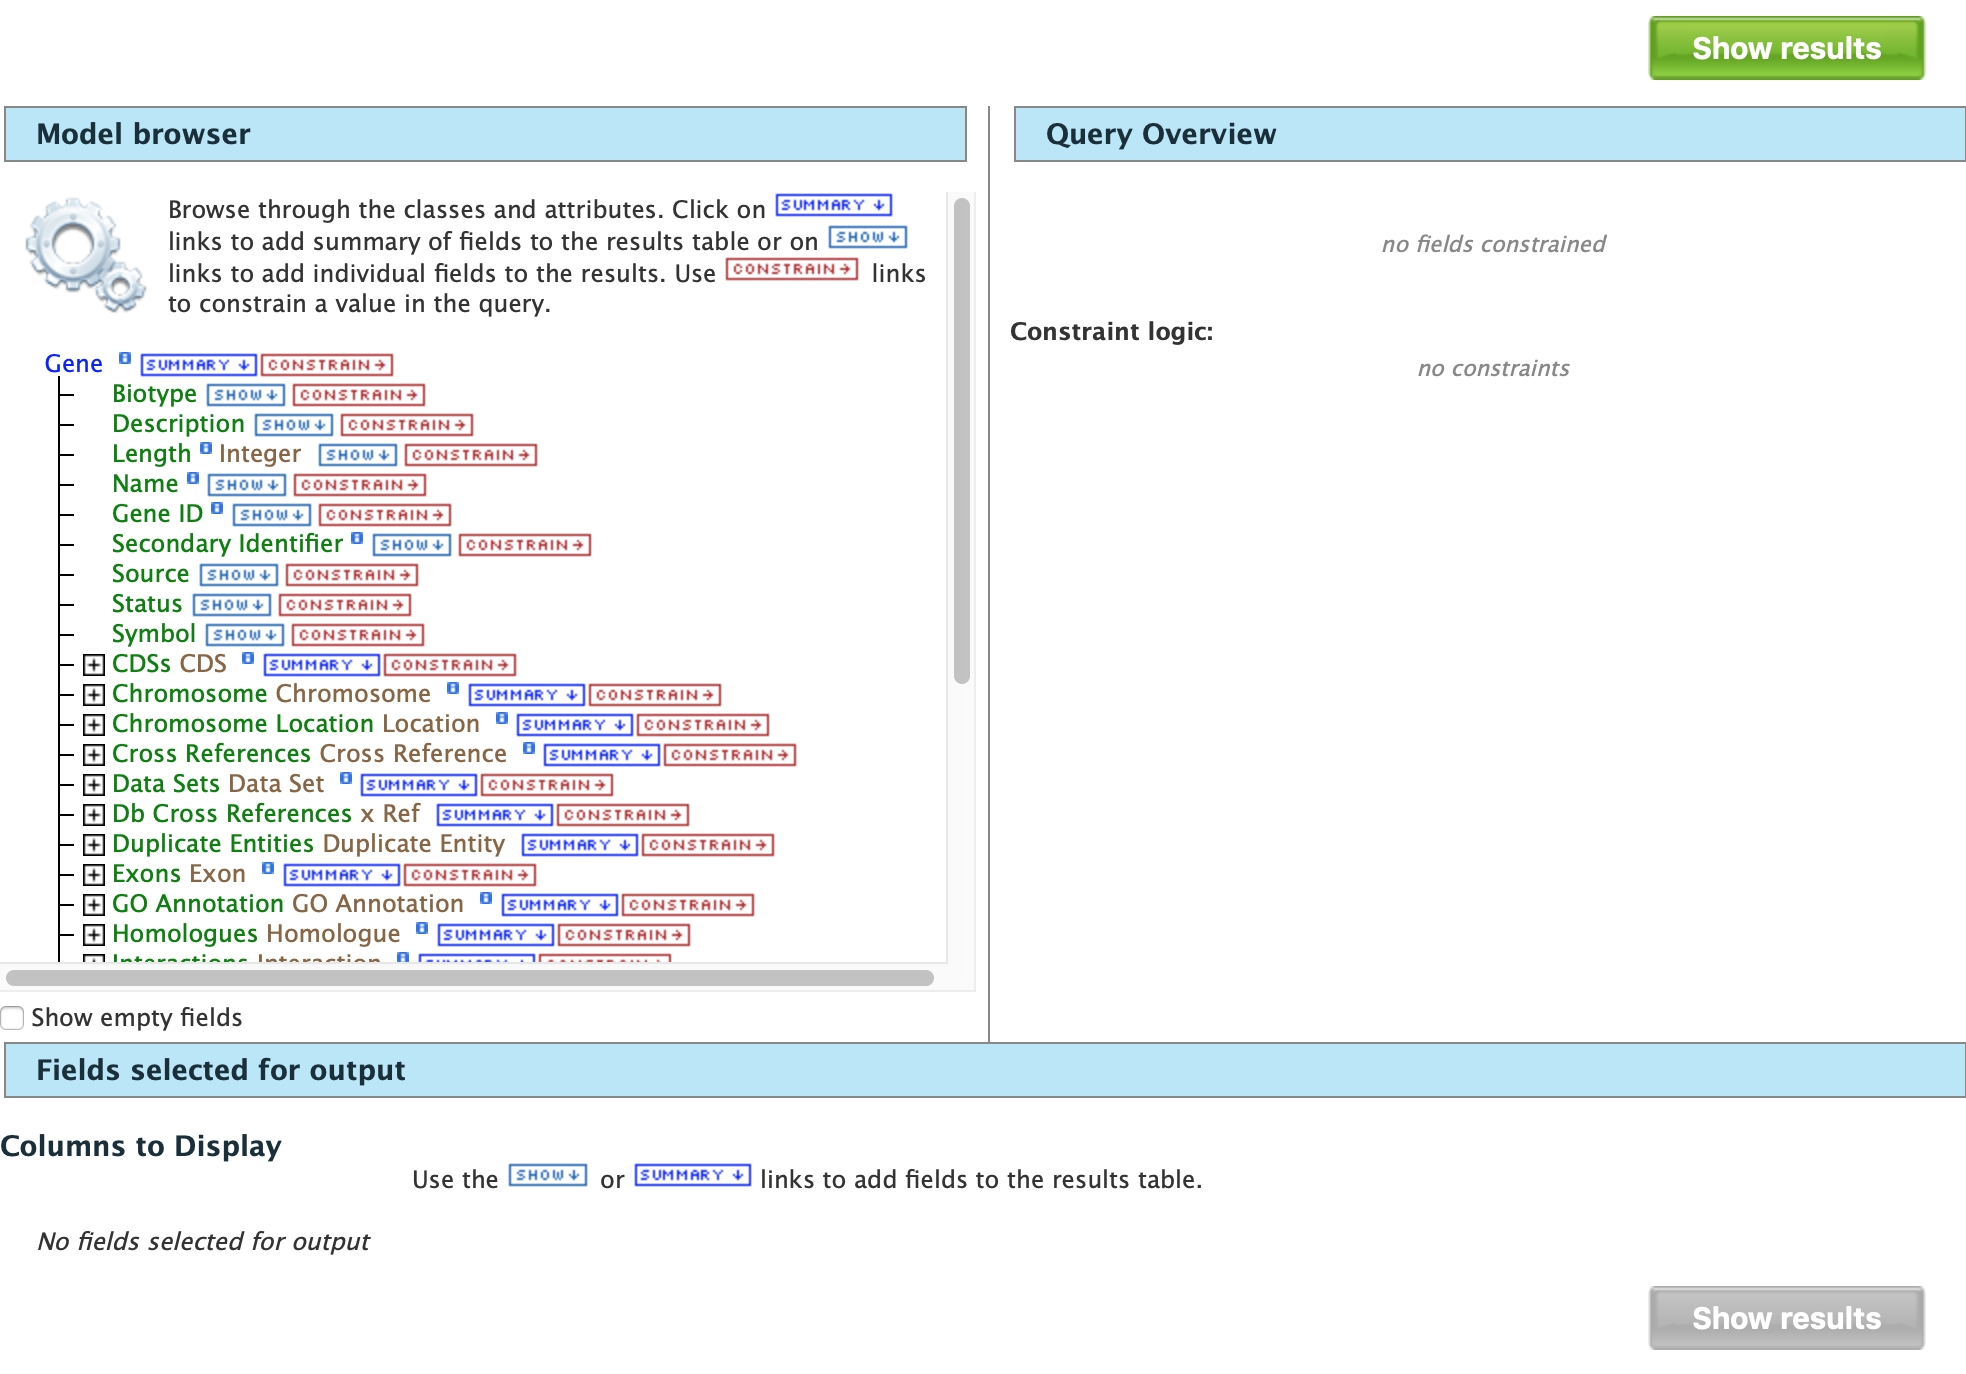 Show results
Model browser
Query Overview
Browse through the classes and attributes. Click on SUMMARY ↓
links to add summary of fields to the results table or on SHOW ↓
links to add individual fields to the results. Use CONSTRAIN → links
to constrain a value in the query.
no fields constrained
Constraint logic:
no constraints
Gene i SUMMARY ↓ CONSTRAIN →
Biotype SHOW ↓ CONSTRAIN →
Description SHOW ↓ CONSTRAIN →
Length i Integer SHOW ↓ CONSTRAIN →
Name i SHOW ↓ CONSTRAIN →
Gene ID i SHOW ↓ CONSTRAIN →
Secondary Identifier i SHOW ↓ CONSTRAIN →
Source SHOW ↓ CONSTRAIN →
Status SHOW ↓ CONSTRAIN →
Symbol SHOW ↓ CONSTRAIN →
+ CDSs CDS i SUMMARY ↓ CONSTRAIN →
+ Chromosome Chromosome i SUMMARY ↓ CONSTRAIN →
+ Chromosome Location Location i SUMMARY ↓ CONSTRAIN →
+ Cross References Cross Reference i SUMMARY ↓ CONSTRAIN →
+ Data Sets Data Set i SUMMARY ↓ CONSTRAIN →
+ Db Cross References x Ref SUMMARY ↓ CONSTRAIN →
+ Duplicate Entities Duplicate Entity SUMMARY ↓ CONSTRAIN →
+ Exons Exon i SUMMARY ↓ CONSTRAIN →
+ GO Annotation GO Annotation i SUMMARY ↓ CONSTRAIN →
+ Homologues Homologue i SUMMARY ↓ CONSTRAIN →
+ Interactions Interaction i SUMMARY ↓ CONSTRAIN →
Show empty fields
Fields selected for output
Columns to Display
Use the SHOW ↓ or SUMMARY ↓ links to add fields to the results table.
No fields selected for output
Show results